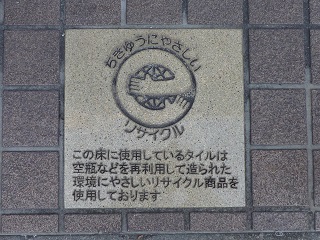 ちきゅうにやさしい
リサイクル
この床に使用しているタイルは
空瓶などを再利用して造られた
環境にやさしいリサイクル商品を
使用しております